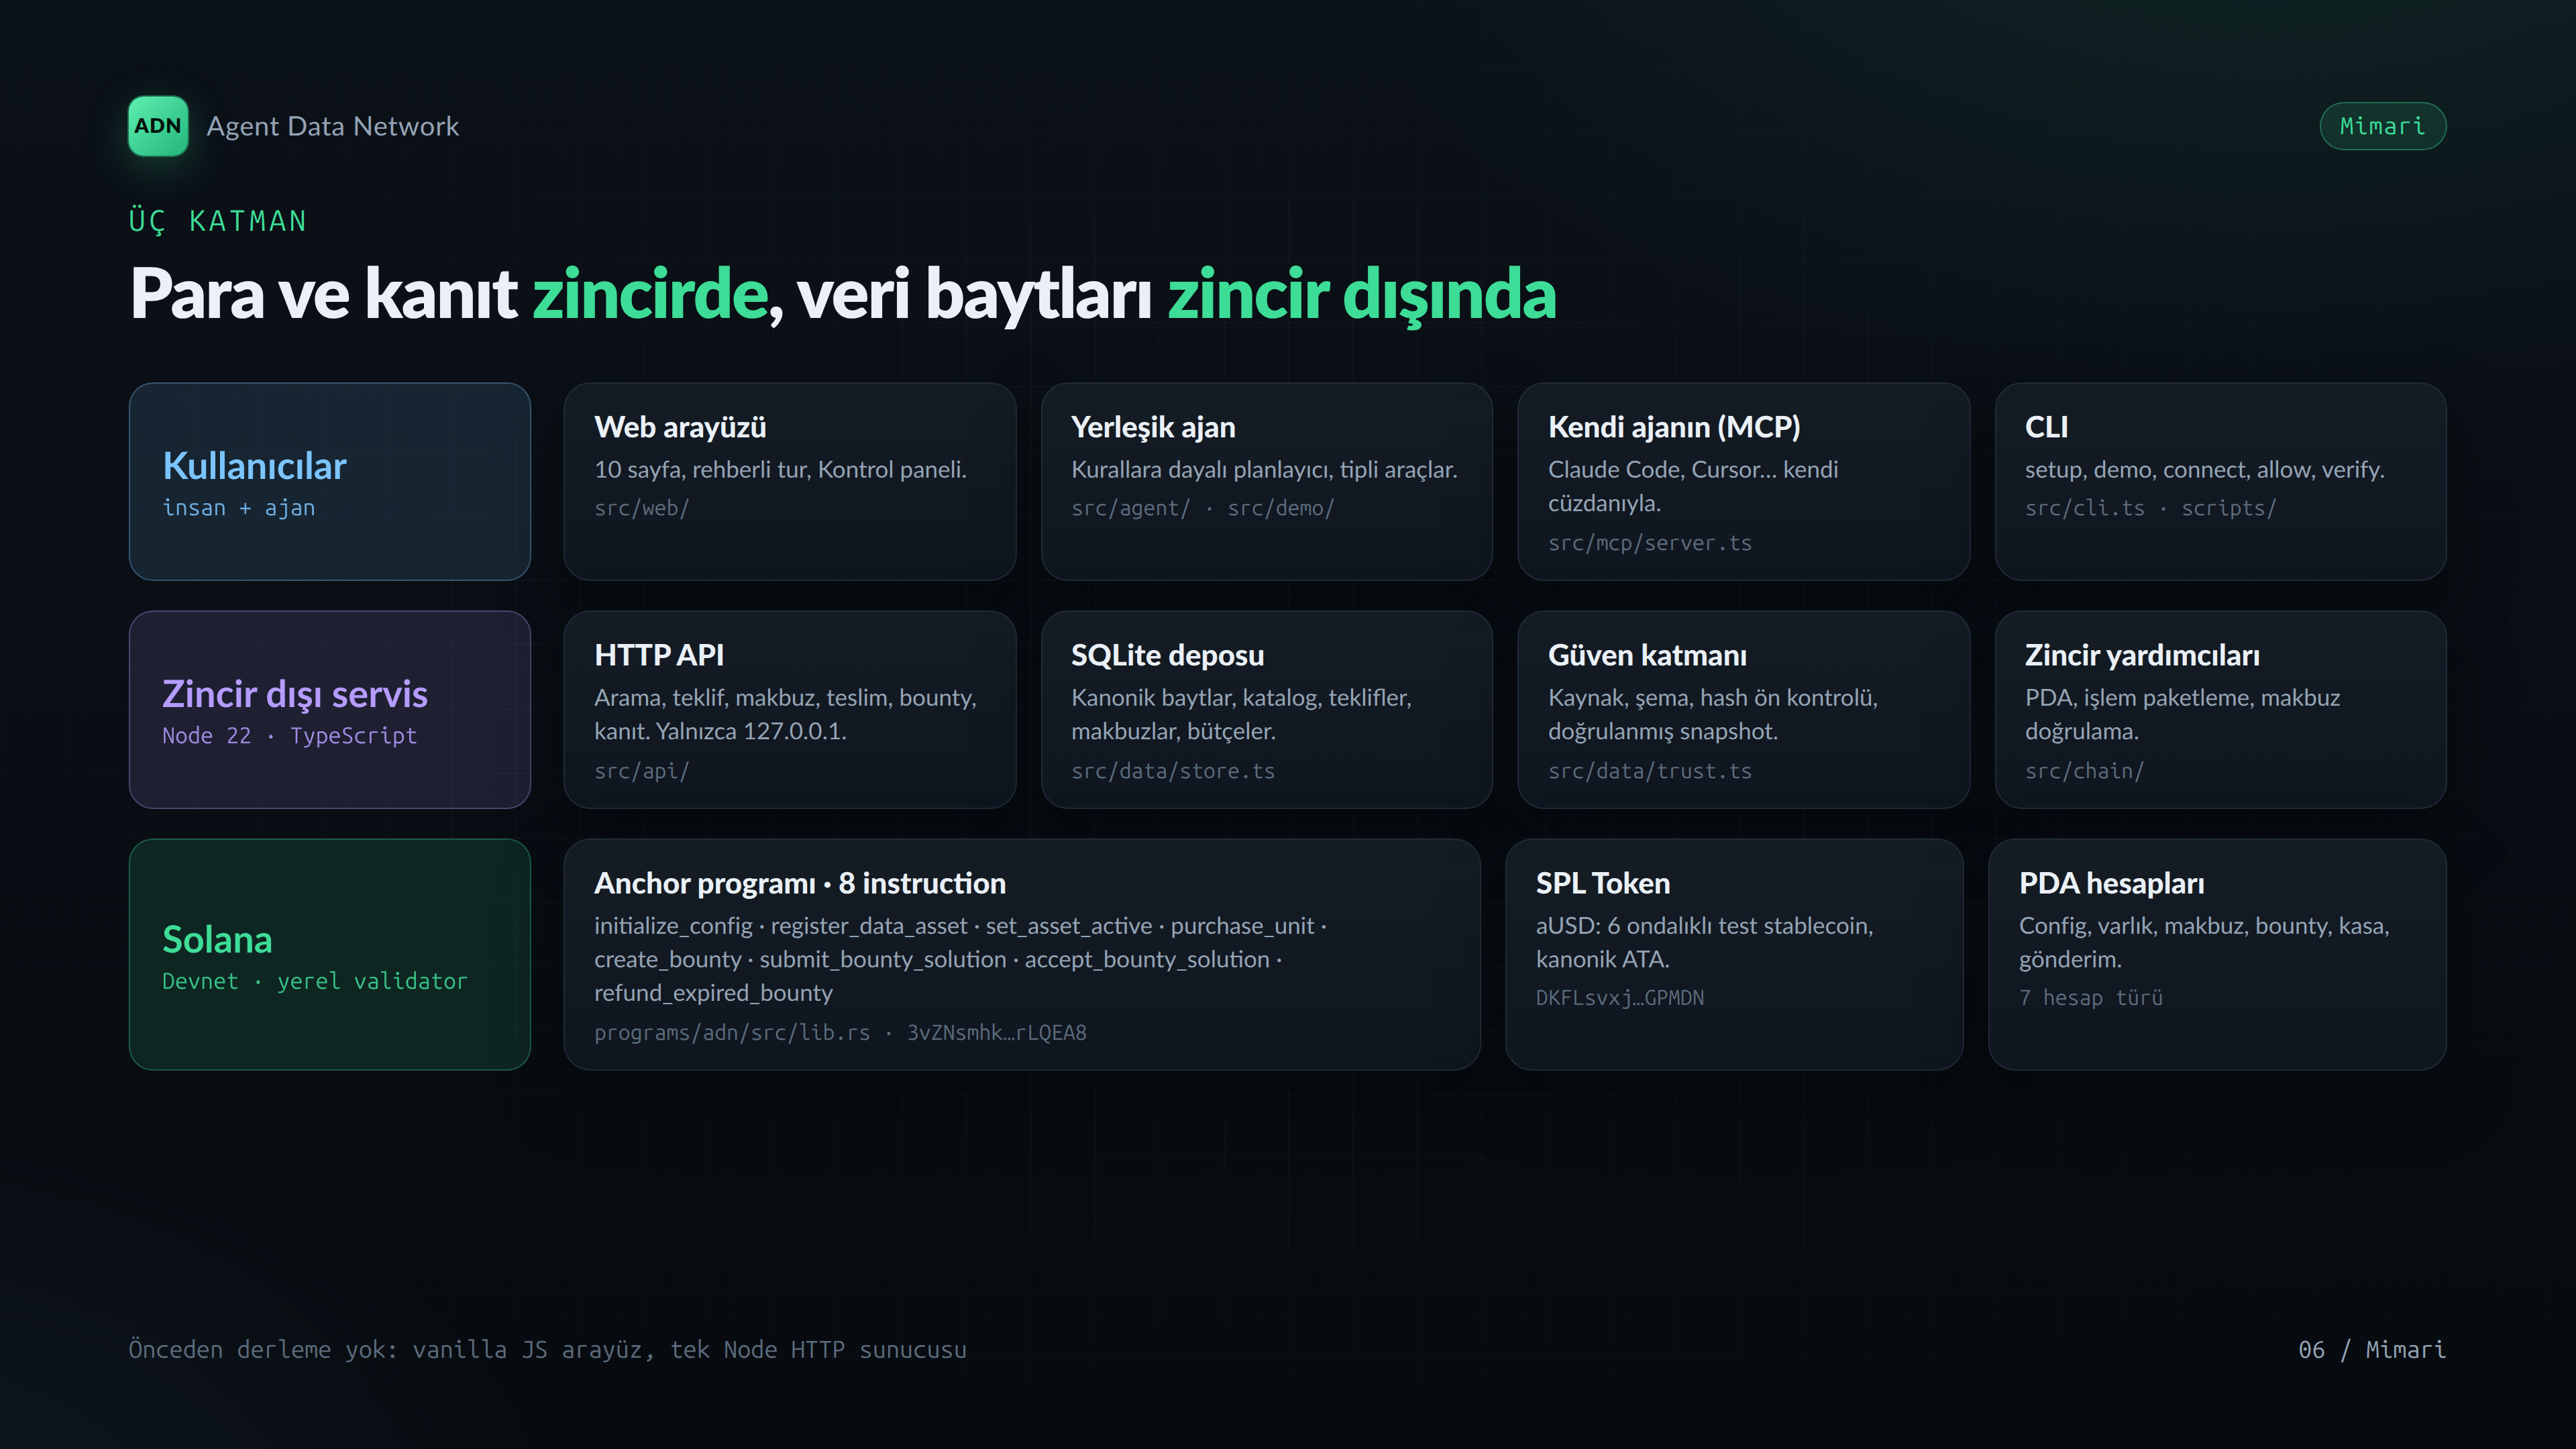 ADN Agent Data Network
Mimari
ÜÇ KATMAN
Para ve kanıt zincirde, veri baytları zincir dışında
Kullanıcılar
insan + ajan
Web arayüzü
10 sayfa, rehberli tur, Kontrol paneli.
src/web/
Yerleşik ajan
Kurallara dayalı planlayıcı, tipli araçlar.
src/agent/ · src/demo/
Kendi ajanın (MCP)
Claude Code, Cursor… kendi
cüzdanıyla.
src/mcp/server.ts
CLI
setup, demo, connect, allow, verify.
src/cli.ts · scripts/
Zincir dışı servis
Node 22 · TypeScript
HTTP API
Arama, teklif, makbuz, teslim, bounty,
kanıt. Yalnızca 127.0.0.1.
src/api/
SQLite deposu
Kanonik baytlar, katalog, teklifler,
makbuzlar, bütçeler.
src/data/store.ts
Güven katmanı
Kaynak, şema, hash ön kontrolü,
doğrulanmış snapshot.
src/data/trust.ts
Zincir yardımcıları
PDA, işlem paketleme, makbuz
doğrulama.
src/chain/
Solana
Devnet · yerel validator
Anchor programı · 8 instruction
initialize_config · register_data_asset · set_asset_active · purchase_unit ·
create_bounty · submit_bounty_solution · accept_bounty_solution ·
refund_expired_bounty
programs/adn/src/lib.rs · 3vZNsmhk…rLQEA8
SPL Token
aUSD: 6 ondalıklı test stablecoin,
kanonik ATA.
DKFLsvxj…GPMDN
PDA hesapları
Config, varlık, makbuz, bounty, kasa,
gönderim.
7 hesap türü
Önceden derleme yok: vanilla JS arayüz, tek Node HTTP sunucusu
06 / Mimari